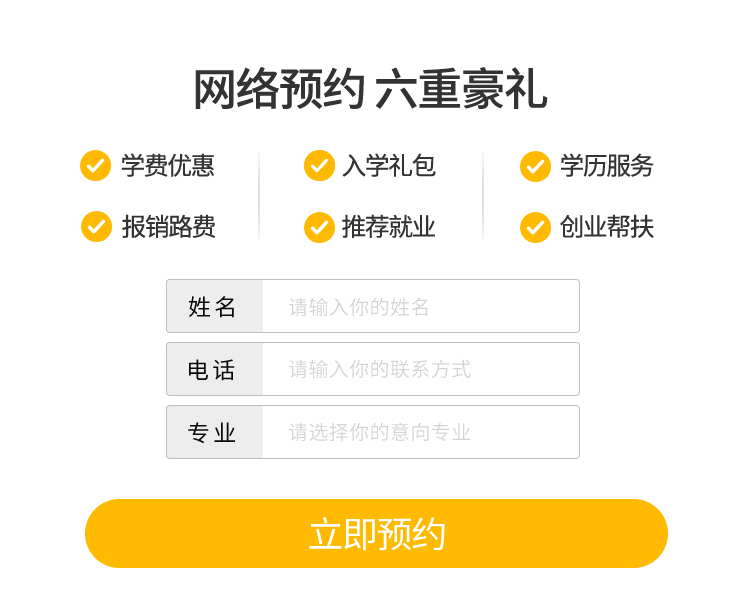 网络预约 六重豪礼
学费优惠 入学礼包 学历服务
报销路费 推荐就业 创业帮扶
姓名 请输入你的姓名
电话 请输入你的联系方式
专业 请选择你的意向专业
立即预约